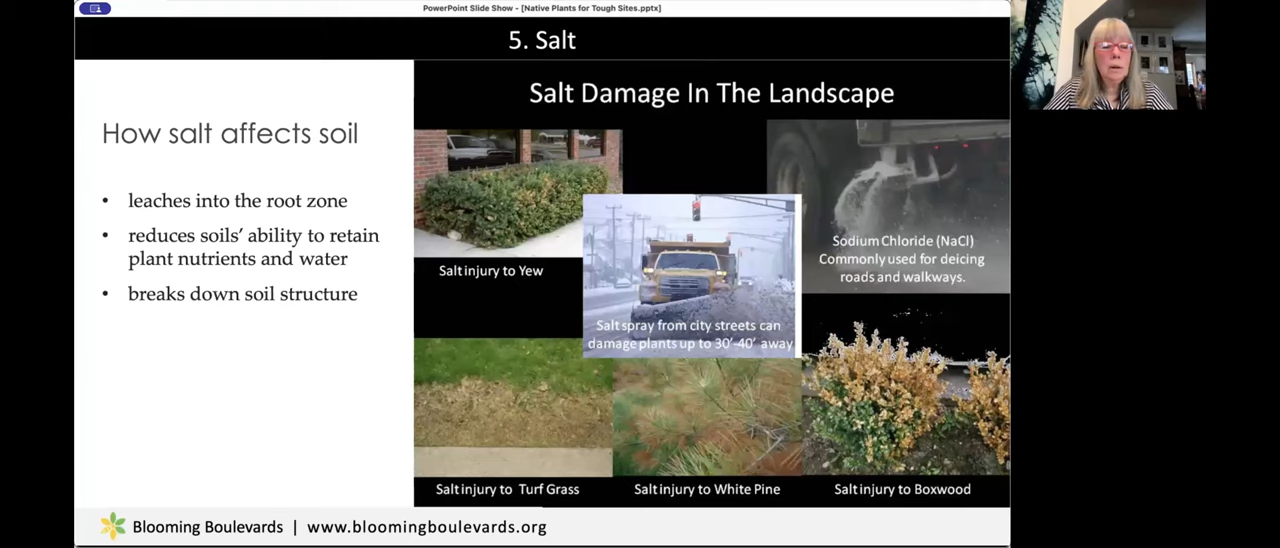 PowerPoint Slide Show - [Native Plants for Tough Sites.pptx]
5. Salt
How salt affects soil
• leaches into the root zone
• reduces soils' ability to retain
plant nutrients and water
• breaks down soil structure
Salt Damage In The Landscape
Salt injury to Yew
Salt spray from city streets can
damage plants up to 30'-40' away
Sodium Chloride (NaCl)
Commonly used for deicing
roads and walkways.
Salt injury to Turf Grass
Salt injury to White Pine
Salt injury to Boxwood
Blooming Boulevards | www.bloomingboulevards.org